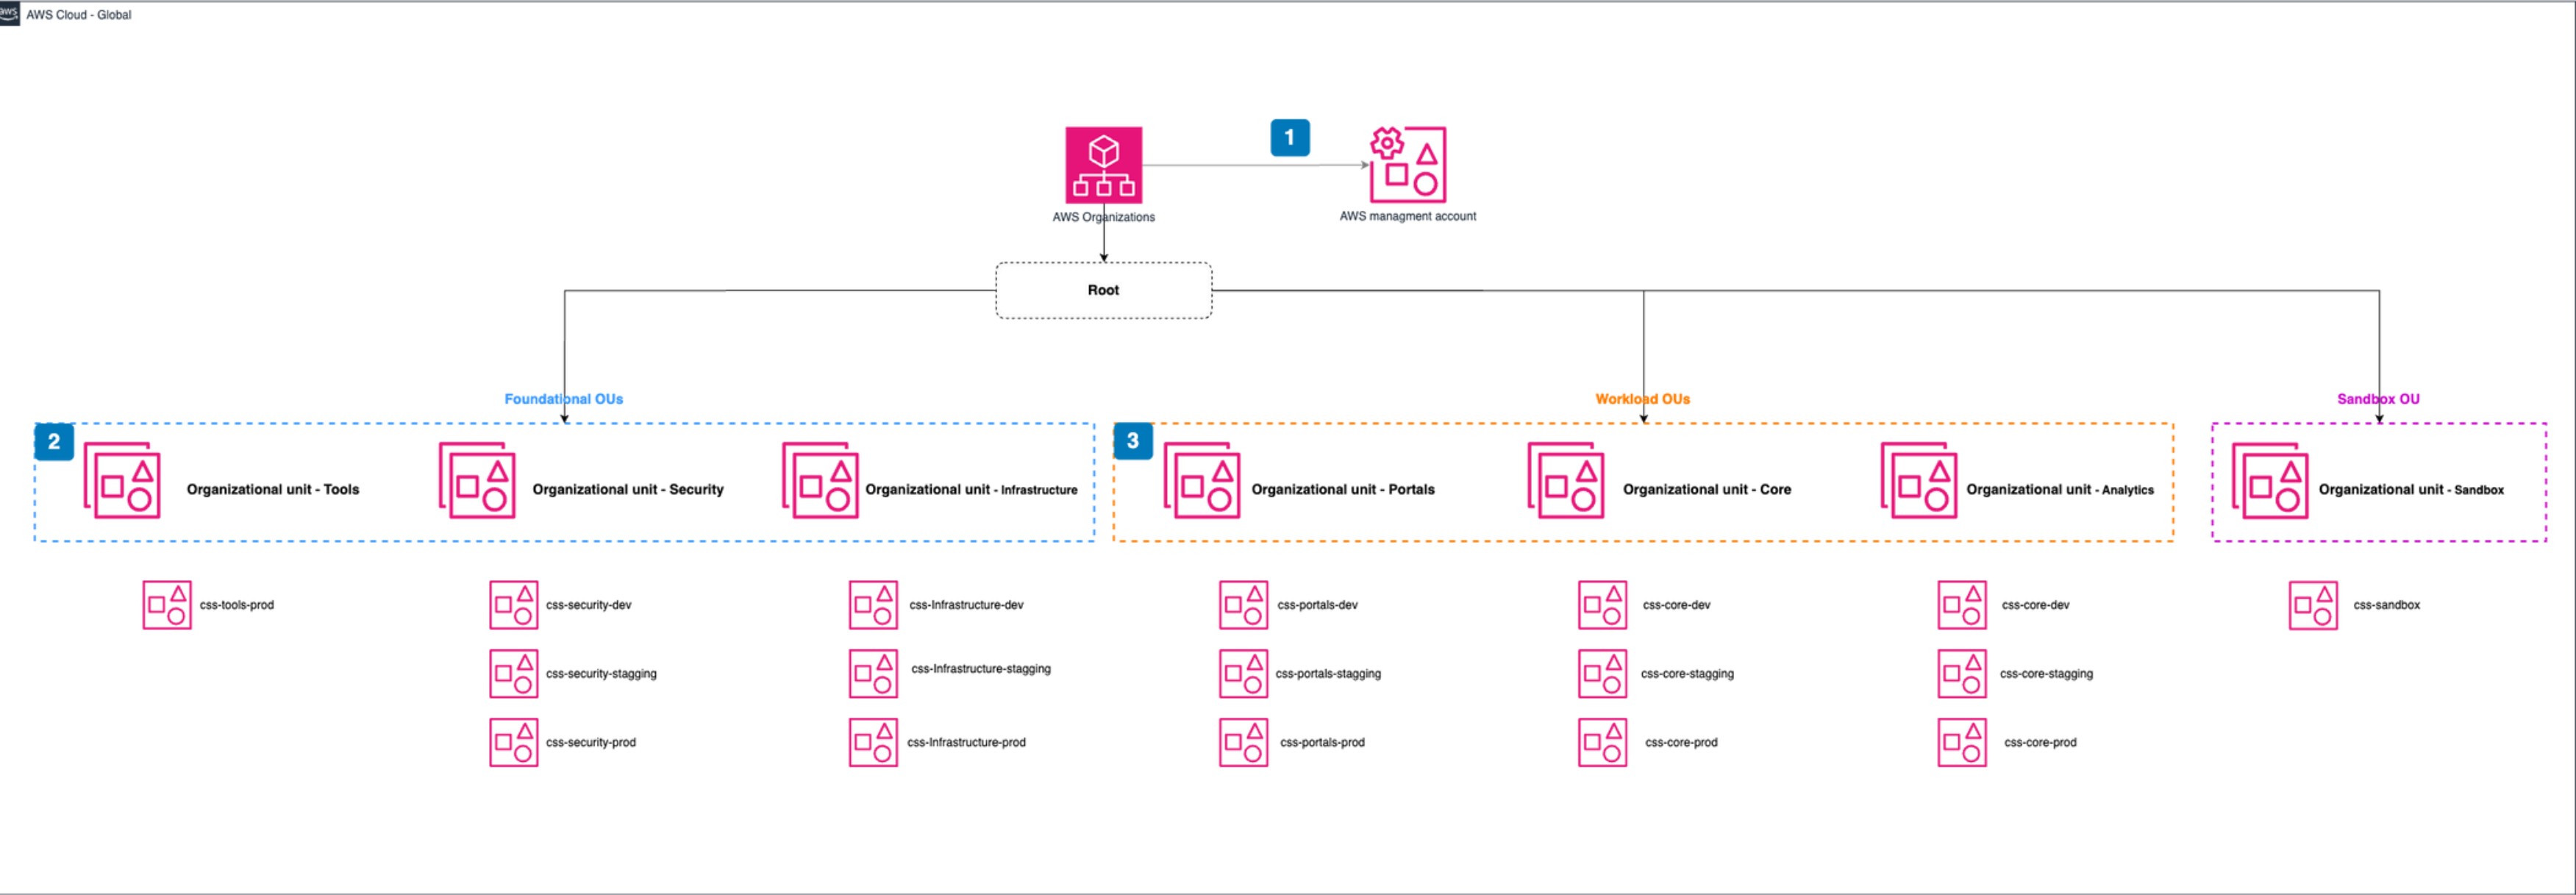 aws
AWS Cloud - Global
1
AWS Organizations
AWS managment account
Root
Foundational OUs
Workload OUs
Sandbox OU
2
Organizational unit - Tools
Organizational unit - Security
Organizational unit - Infrastructure
3
Organizational unit - Portals
Organizational unit - Core
Organizational unit - Analytics
Organizational unit - Sandbox
css-tools-prod
css-security-dev
css-Infrastructure-dev
css-portals-dev
css-core-dev
css-core-dev
css-sandbox
css-security-stagging
css-Infrastructure-stagging
css-portals-stagging
css-core-stagging
css-core-stagging
css-security-prod
css-Infrastructure-prod
css-portals-prod
css-core-prod
css-core-prod